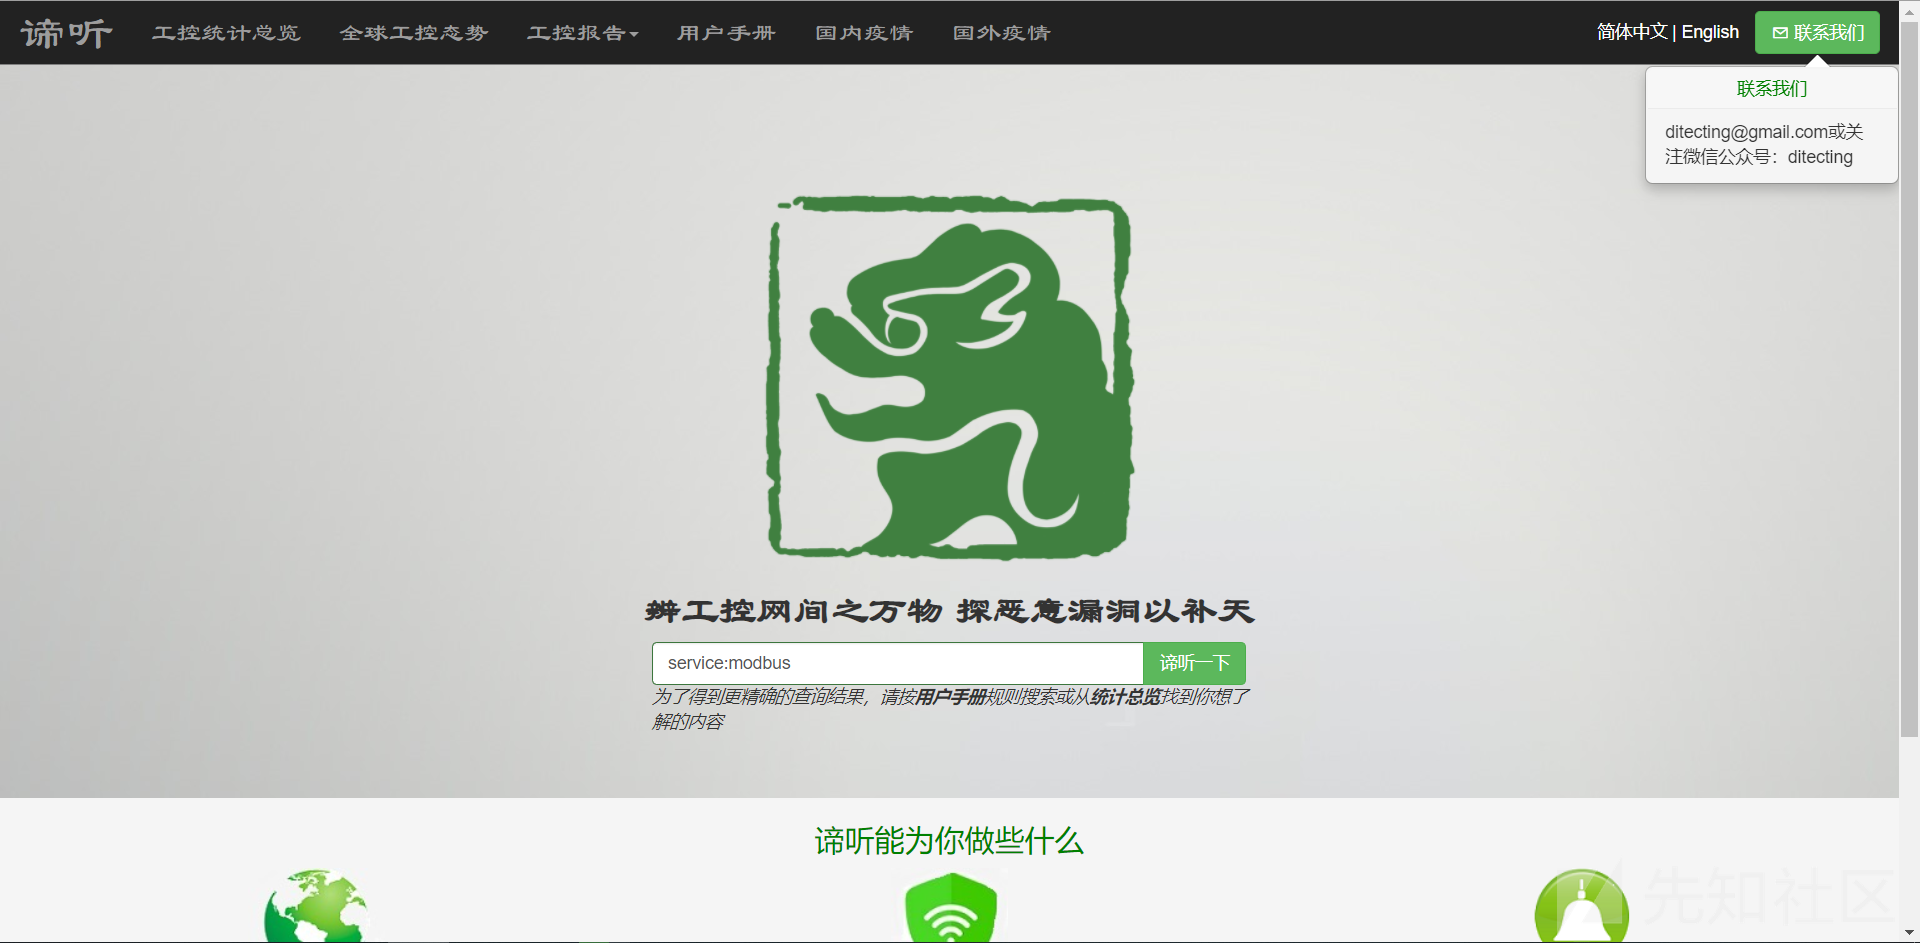 谛听 工控统计总览 全球工控态势 工控报告 用户手册 国内疫情 国外疫情 简体中文 | English 联系我们
联系我们
ditecting@gmail.com或关
注微信公众号：ditecting
辨工控网间之万物 探恶意漏洞以补天
service:modbus 谛听一下
为了得到更精确的查询结果，请按用户手册规则搜索或从统计总览找到你想了
解的内容
谛听能为你做些什么
先知社区